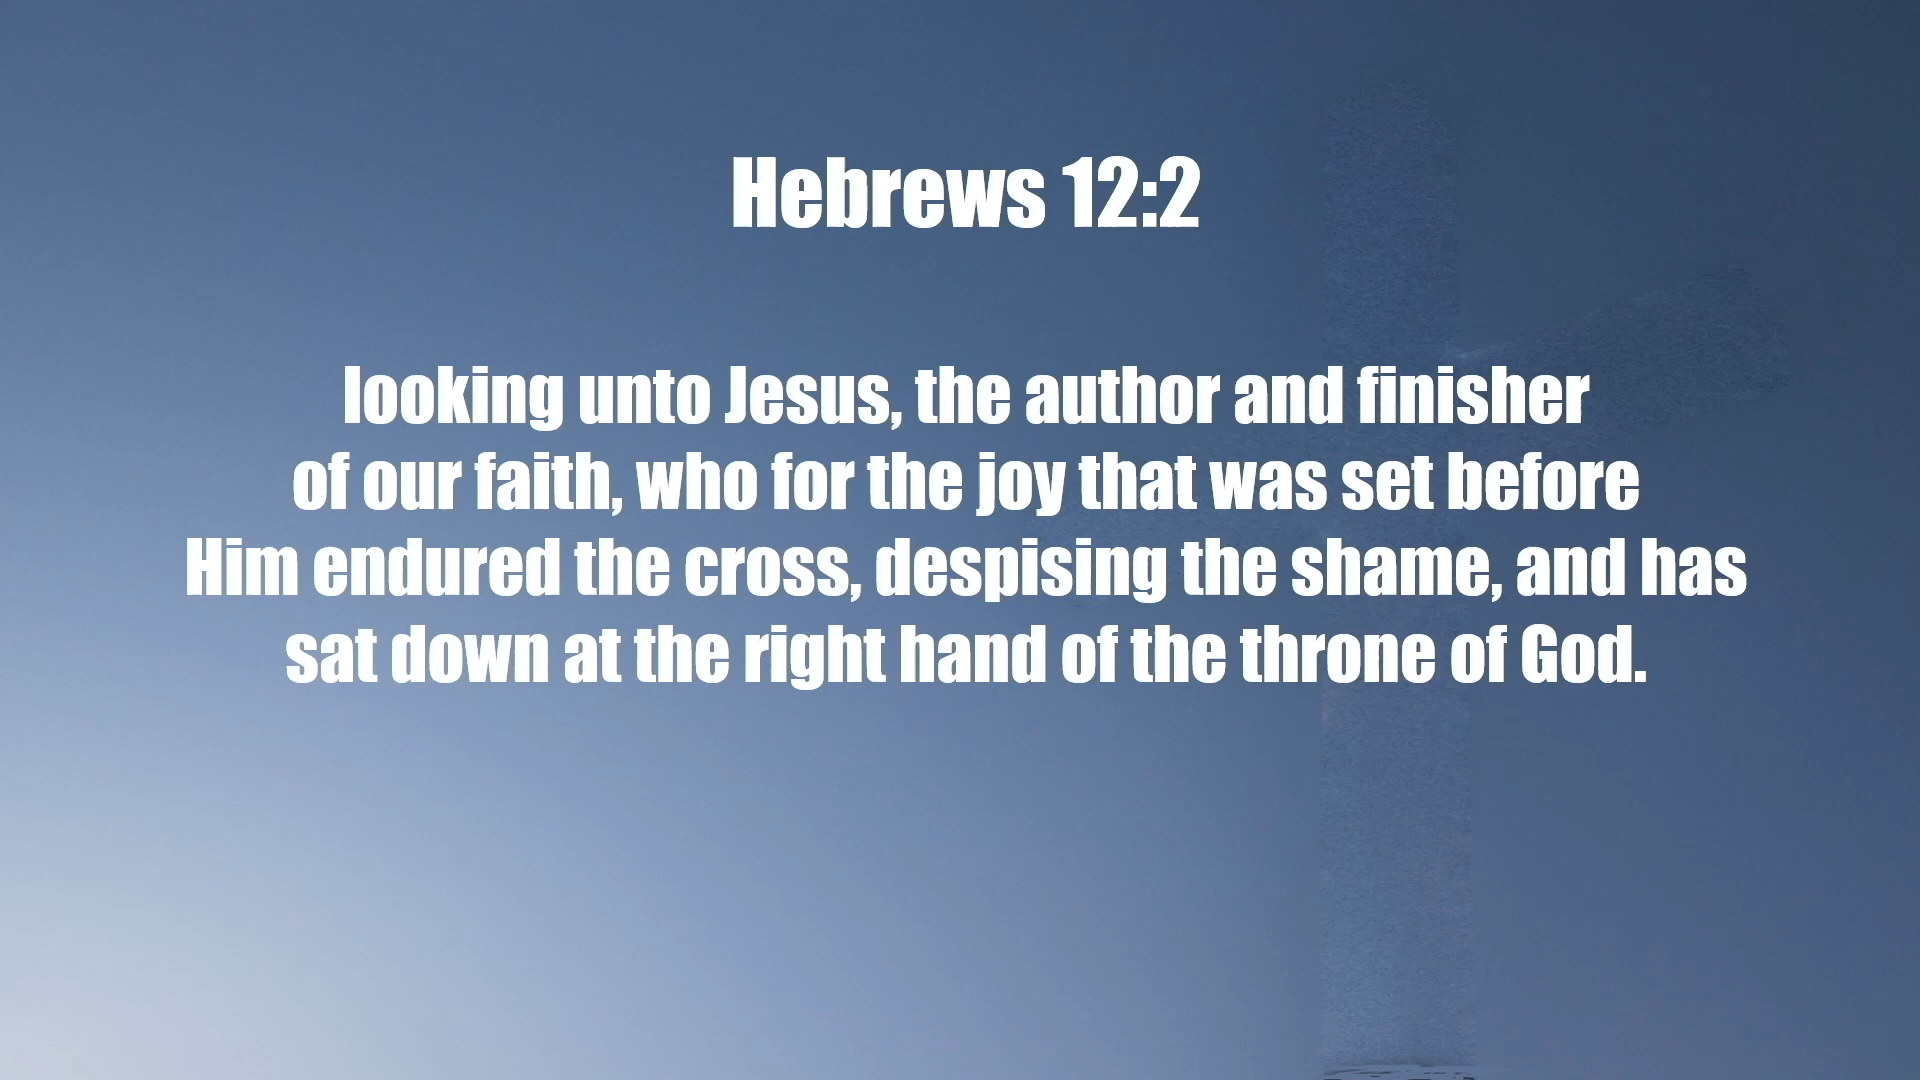 Hebrews 12:2
looking unto Jesus, the author and finisher
of our faith, who for the joy that was set before
Him endured the cross, despising the shame, and has
sat down at the right hand of the throne of God.